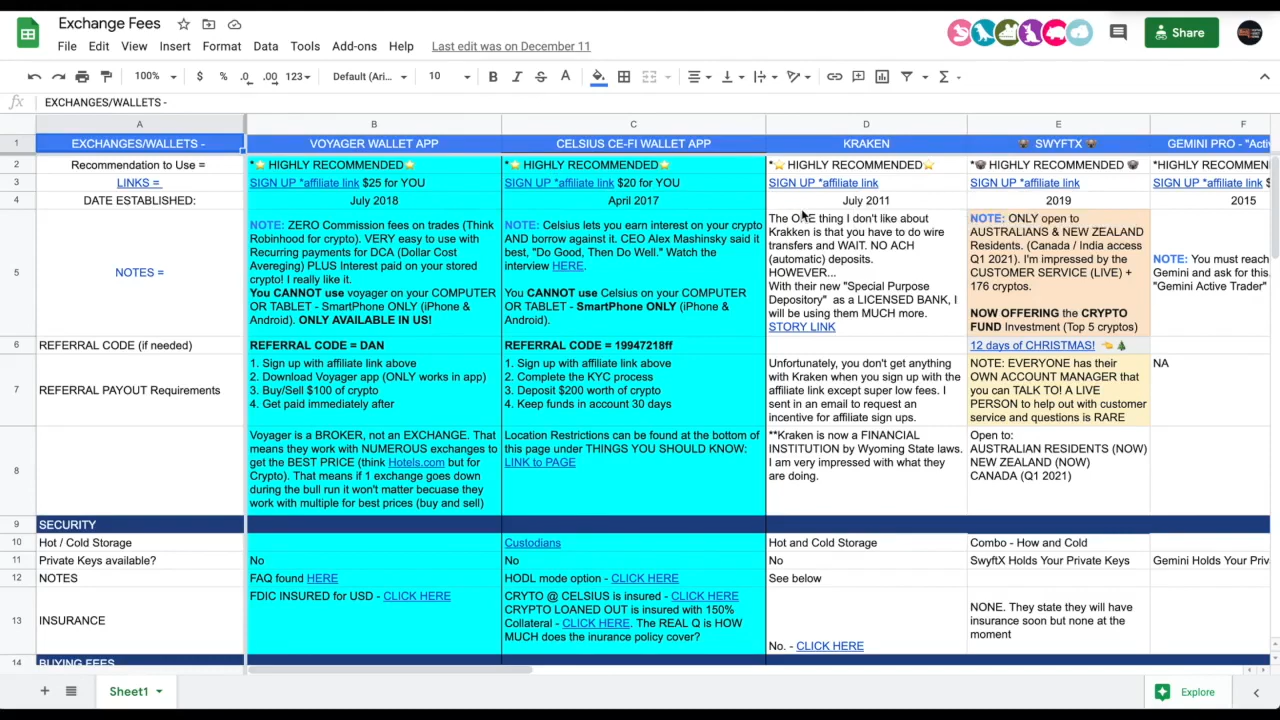 Exchange Fees
File Edit View Insert Format Data Tools Add-ons Help Last edit was on December 11
Share
100% $ % .0 .00 123 Default (Ari... 10 B I S A
fx EXCHANGES/WALLETS -
A B C D E F
1 EXCHANGES/WALLETS - VOYAGER WALLET APP CELSIUS CE-FI WALLET APP KRAKEN SWYFTX GEMINI PRO - "Acti
2 Recommendation to Use = *⭐ HIGHLY RECOMMENDED⭐ *⭐ HIGHLY RECOMMENDED⭐ *⭐ HIGHLY RECOMMENDED⭐ * HIGHLY RECOMMENDED *HIGHLY RECOMMEN
3 LINKS = SIGN UP *affiliate link $25 for YOU SIGN UP *affiliate link $20 for YOU SIGN UP *affiliate link SIGN UP *affiliate link SIGN UP *affiliate link $
4 DATE ESTABLISHED: July 2018 April 2017 July 2011 2019 2015
5 NOTES =
NOTE: ZERO Commission fees on trades (Think
Robinhood for crypto). VERY easy to use with
Recurring payments for DCA (Dollar Cost
Avereging) PLUS Interest paid on your stored
crypto! I really like it.
You CANNOT use voyager on your COMPUTER
OR TABLET - SmartPhone ONLY (iPhone &
Android). ONLY AVAILABLE IN US!
NOTE: Celsius lets you earn interest on your crypto
AND borrow against it. CEO Alex Mashinsky said it
best, "Do Good, Then Do Well." Watch the
interview HERE.
You CANNOT use Celsius on your COMPUTER
OR TABLET - SmartPhone ONLY (iPhone &
Android).
The ONE thing I don't like about
Krakken is that you have to do wire
transfers and WAIT. NO ACH
(automatic) deposits.
HOWEVER...
With their new "Special Purpose
Depository" as a LICENSED BANK, I
will be using them MUCH more.
STORY LINK
NOTE: ONLY open to
AUSTRALIANS & NEW ZEALAND
Residents. (Canada / India access
Q1 2021). I'm impressed by the
CUSTOMER SERVICE (LIVE) +
176 cryptos.
NOW OFFERING the CRYPTO
FUND Investment (Top 5 cryptos)
NOTE: You must reach
Gemini and ask for this.
"Gemini Active Trader"
6 REFERRAL CODE (if needed) REFERRAL CODE = DAN REFERRAL CODE = 19947218ff 12 days of CHRISTMAS! 👈 🎄
7 REFERRAL PAYOUT Requirements
1. Sign up with affiliate link above
2. Download Voyager app (ONLY works in app)
3. Buy/Sell $100 of crypto
4. Get paid immediately after
1. Sign up with affiliate link above
2. Complete the KYC process
3. Deposit $200 worth of crypto
4. Keep funds in account 30 days
Unfortunately, you don't get anything
with Kraken when you sign up with the
affiliate link except super low fees. I
sent in an email to request an
incentive for affiliate sign ups.
NOTE: EVERYONE has their
OWN ACCOUNT MANAGER that
you can TALK TO! A LIVE
PERSON to help out with customer
service and questions is RARE
NA
8
Voyager is a BROKER, not an EXCHANGE. That
means they work with NUMEROUS exchanges to
get the BEST PRICE (think Hotels.com but for
Crypto). That means if 1 exchange goes down
during the bull run it won't matter becuase they
work with multiple for best prices (buy and sell)
Location Restrictions can be found at the bottom of
this page under THINGS YOU SHOULD KNOW:
LINK to PAGE
**Kraken is now a FINANCIAL
INSTITUTION by Wyoming State laws.
I am very impressed with what they
are doing.
Open to:
AUSTRALIAN RESIDENTS (NOW)
NEW ZEALAND (NOW)
CANADA (Q1 2021)
9 SECURITY
10 Hot / Cold Storage Custodians Hot and Cold Storage Combo - How and Cold
11 Private Keys available? No No No SwyftX Holds Your Private Keys Gemini Holds Your Priv
12 NOTES FAQ found HERE HODL mode option - CLICK HERE See below
13 INSURANCE
FDIC INSURED for USD - CLICK HERE
CRYTO @ CELSIUS is insured - CLICK HERE
CRYPTO LOANED OUT is insured with 150%
Collateral - CLICK HERE. The REAL Q is HOW
MUCH does the inurance policy cover?
No. - CLICK HERE
NONE. They state they will have
insurance soon but none at the
moment
14 BUYING FEES
Sheet1
Explore